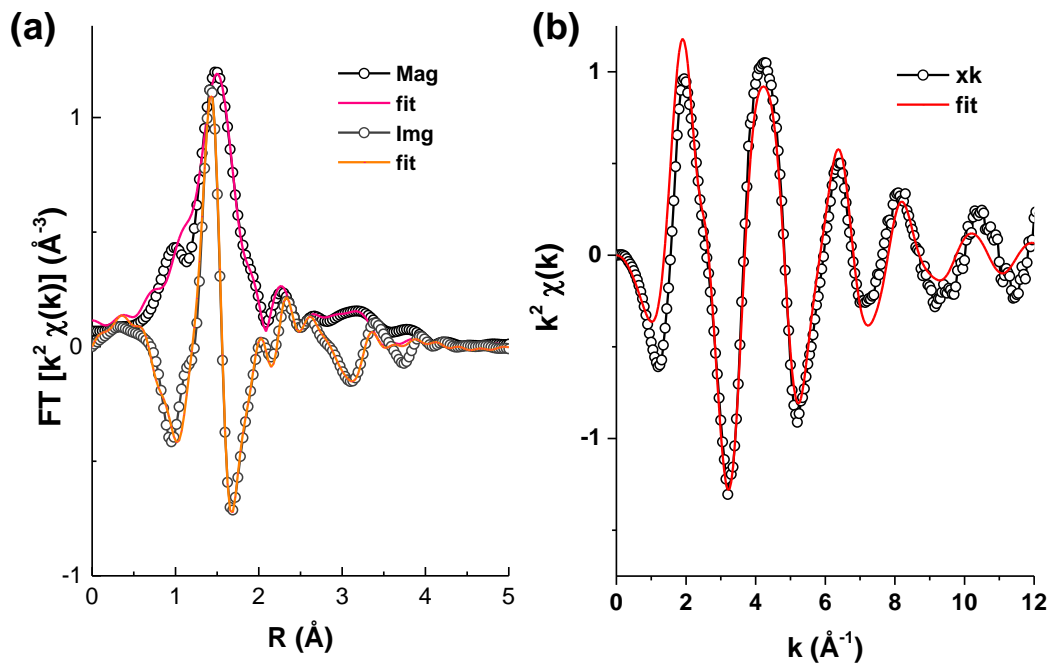 (a)
Mag
fit
Img
fit
1
0
-1
0 1 2 3 4 5
R (Å)
FT [k² χ(k)] (Å⁻³)
(b)
xk
fit
1
0
-1
0 2 4 6 8 10 12
k (Å⁻¹)
k² χ(k)